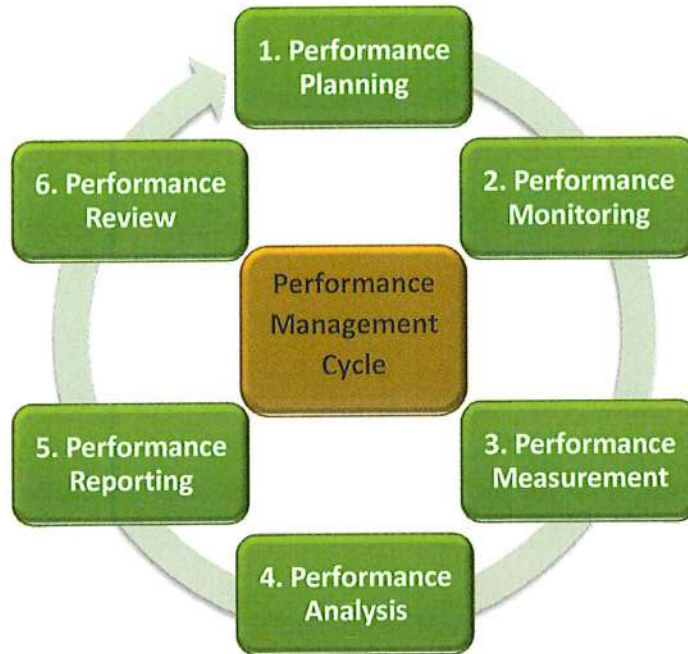 1. Performance
Planning
2. Performance
Monitoring
3. Performance
Measurement
4. Performance
Analysis
5. Performance
Reporting
6. Performance
Review
Performance
Management
Cycle